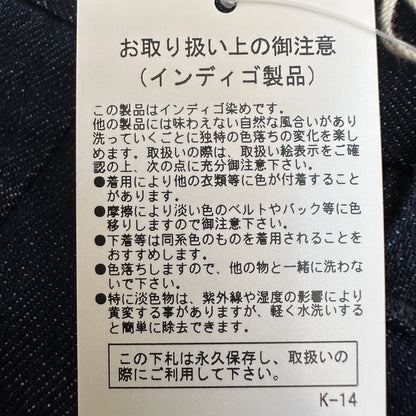 お取り扱い上の御注意
(インディゴ製品)
この製品はインディゴ染めです。
他の製品には味わえない自然な風合いがあり
洗っていくごとに独特の色落ちの変化を楽し
めます。取扱いの際は、取扱い絵表示をご確
認の上、次の点に充分御注意下さい。
●着用により他の衣類等に色が付着すること
があります。
●摩擦により淡い色のベルトやバック等に色
移りしますので御注意下さい。
●下着等は同系色のものを着用されることを
おすすめします。
●色落ちしますので、他の物と一緒に洗わな
いで下さい。
●特に淡色物は、紫外線や湿度の影響により
黄変する事がありますが、軽く水洗いする
と簡単に除去できます。
この下札は永久保存し、取扱い
の際にご利用して下さい。
K-14